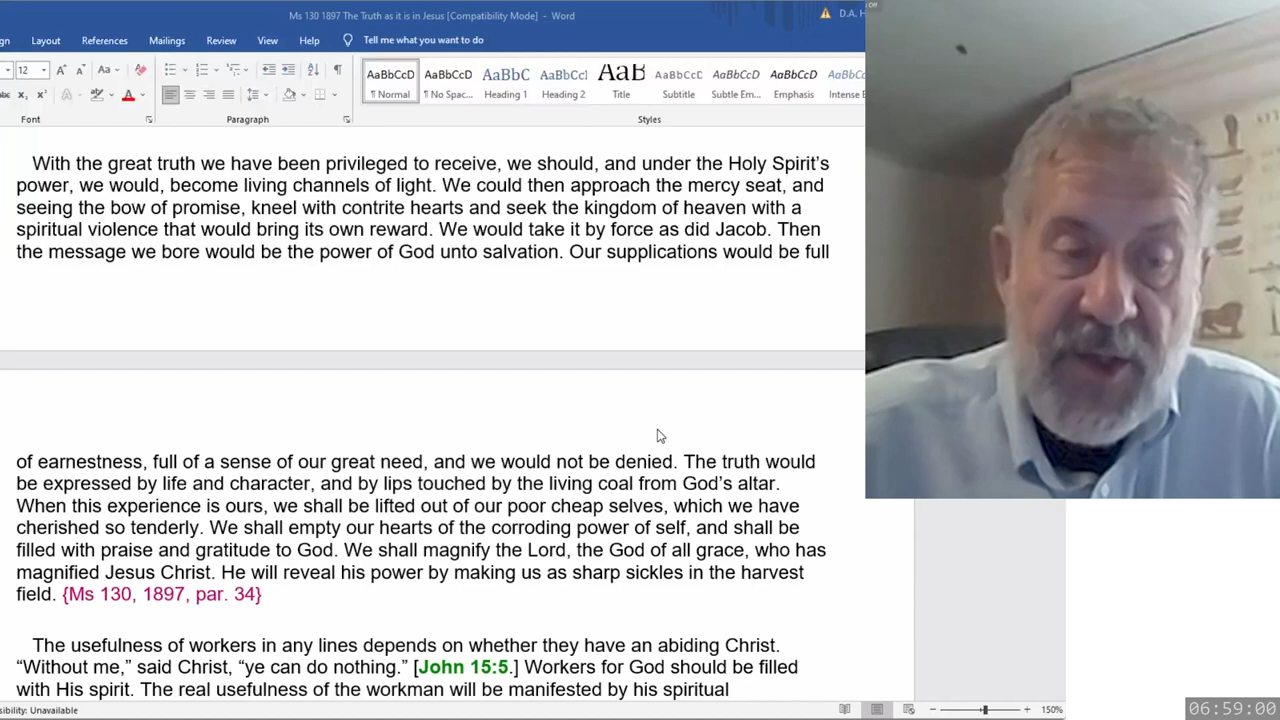 Ms 130 1897 The Truth as it is in Jesus [Compatibility Mode] - Word
D.A. H
gn Layout References Mailings Review View Help Tell me what you want to do
12 Aa
abc x₂ x² A A
AaBbCcD AaBbCcD AaBbC AaBbCc AaB AaBbCcD AaBbCcD AaBbCcD AaBbCc
¶ Normal ¶ No Spac... Heading 1 Heading 2 Title Subtitle Subtle Em... Emphasis Intense E
Font Paragraph Styles
With the great truth we have been privileged to receive, we should, and under the Holy Spirit’s
power, we would, become living channels of light. We could then approach the mercy seat, and
seeing the bow of promise, kneel with contrite hearts and seek the kingdom of heaven with a
spiritual violence that would bring its own reward. We would take it by force as did Jacob. Then
the message we bore would be the power of God unto salvation. Our supplications would be full
of earnestness, full of a sense of our great need, and we would not be denied. The truth would
be expressed by life and character, and by lips touched by the living coal from God’s altar.
When this experience is ours, we shall be lifted out of our poor cheap selves, which we have
cherished so tenderly. We shall empty our hearts of the corroding power of self, and shall be
filled with praise and gratitude to God. We shall magnify the Lord, the God of all grace, who has
magnified Jesus Christ. He will reveal his power by making us as sharp sickles in the harvest
field. {Ms 130, 1897, par. 34}
The usefulness of workers in any lines depends on whether they have an abiding Christ.
“Without me,” said Christ, “ye can do nothing.” [John 15:5.] Workers for God should be filled
with His spirit. The real usefulness of the workman will be manifested by his spiritual
sibility: Unavailable
150%
06:59:00